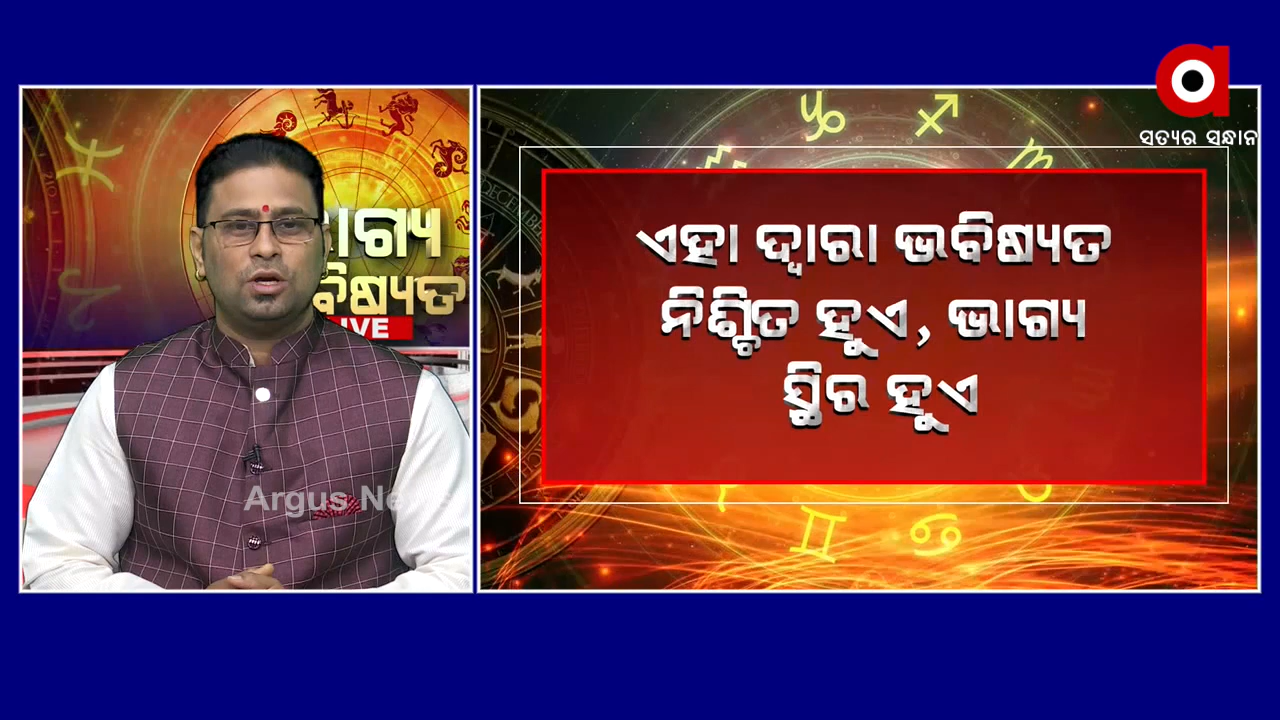 ସତ୍ୟର ସନ୍ଧାନ
ଏହା ଦ୍ୱାରା ଭବିଷ୍ୟତ
ନିଶ୍ଚିତ ହୁଏ, ଭାଗ୍ୟ
ସ୍ଥିର ହୁଏ
LIVE
Argus News